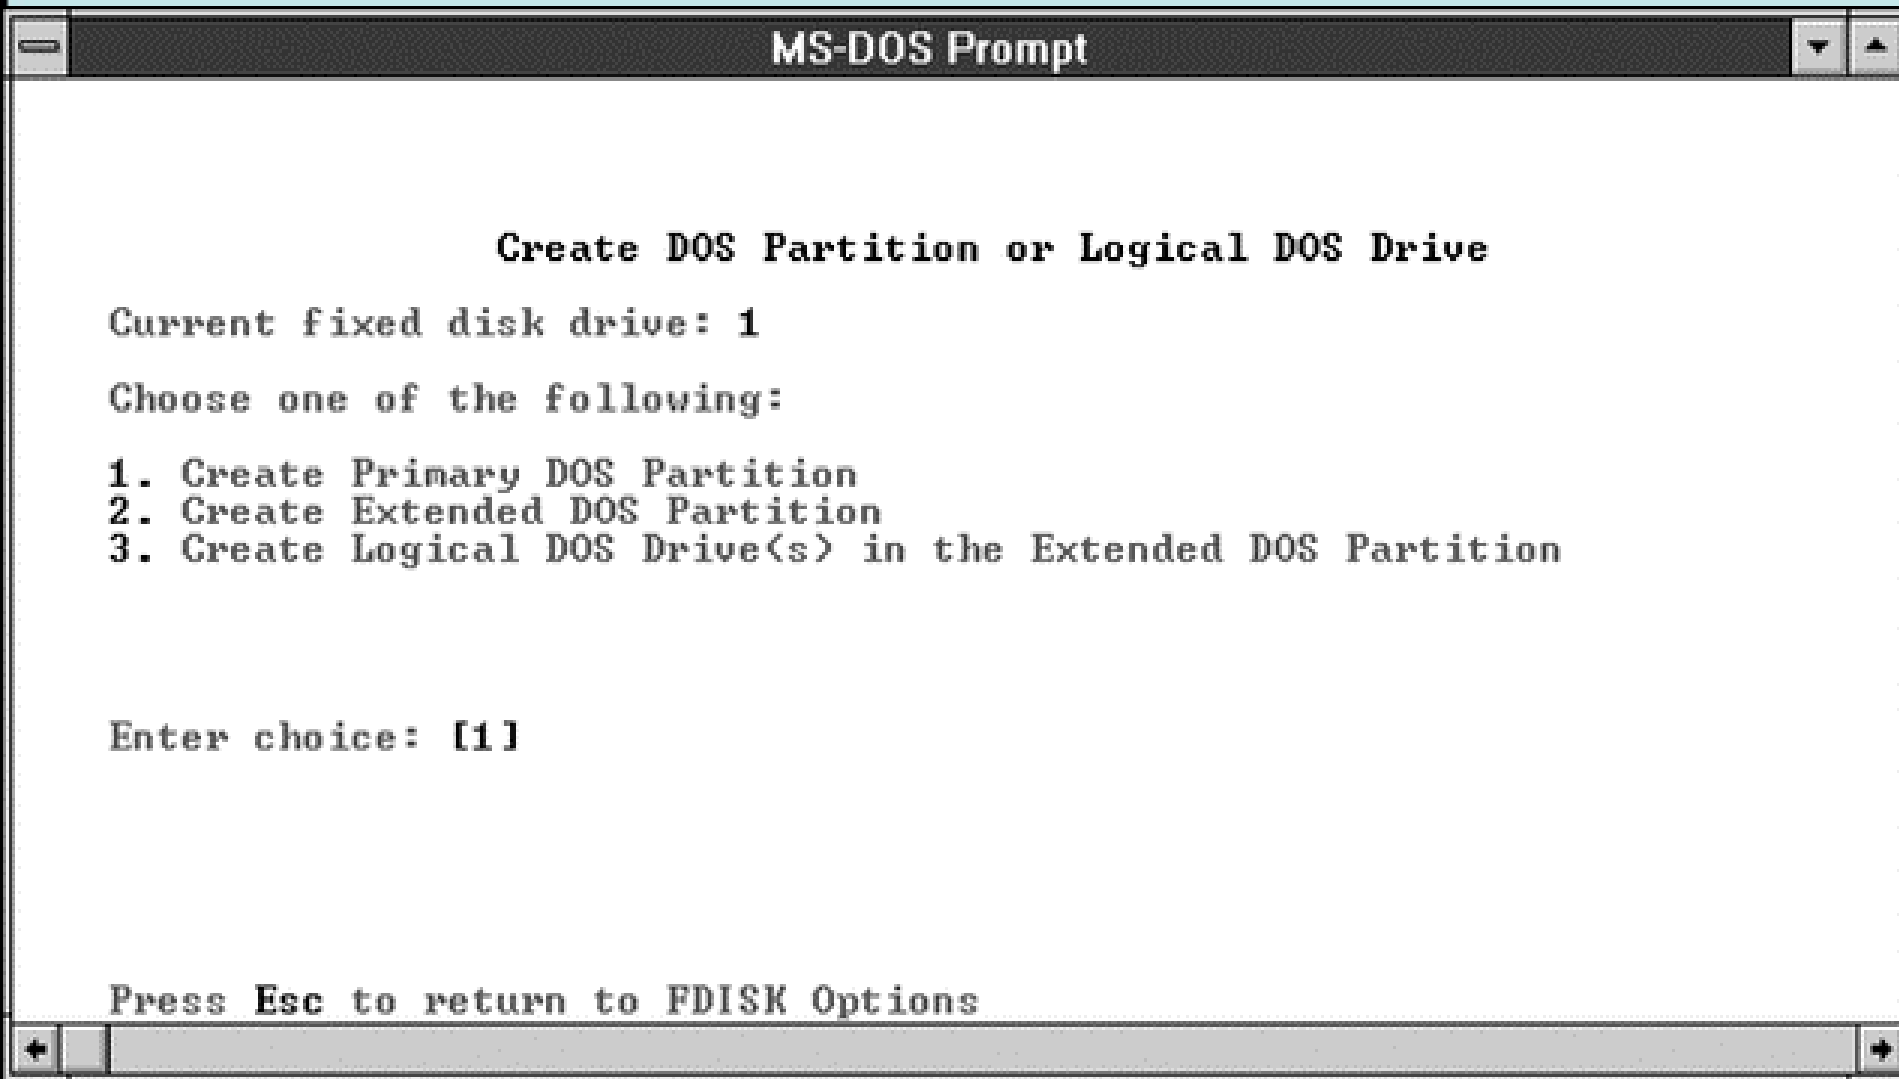 MS-DOS Prompt
Create DOS Partition or Logical DOS Drive
Current fixed disk drive: 1
Choose one of the following:
1. Create Primary DOS Partition
2. Create Extended DOS Partition
3. Create Logical DOS Drive(s) in the Extended DOS Partition
Enter choice: [1]
Press Esc to return to FDISK Options